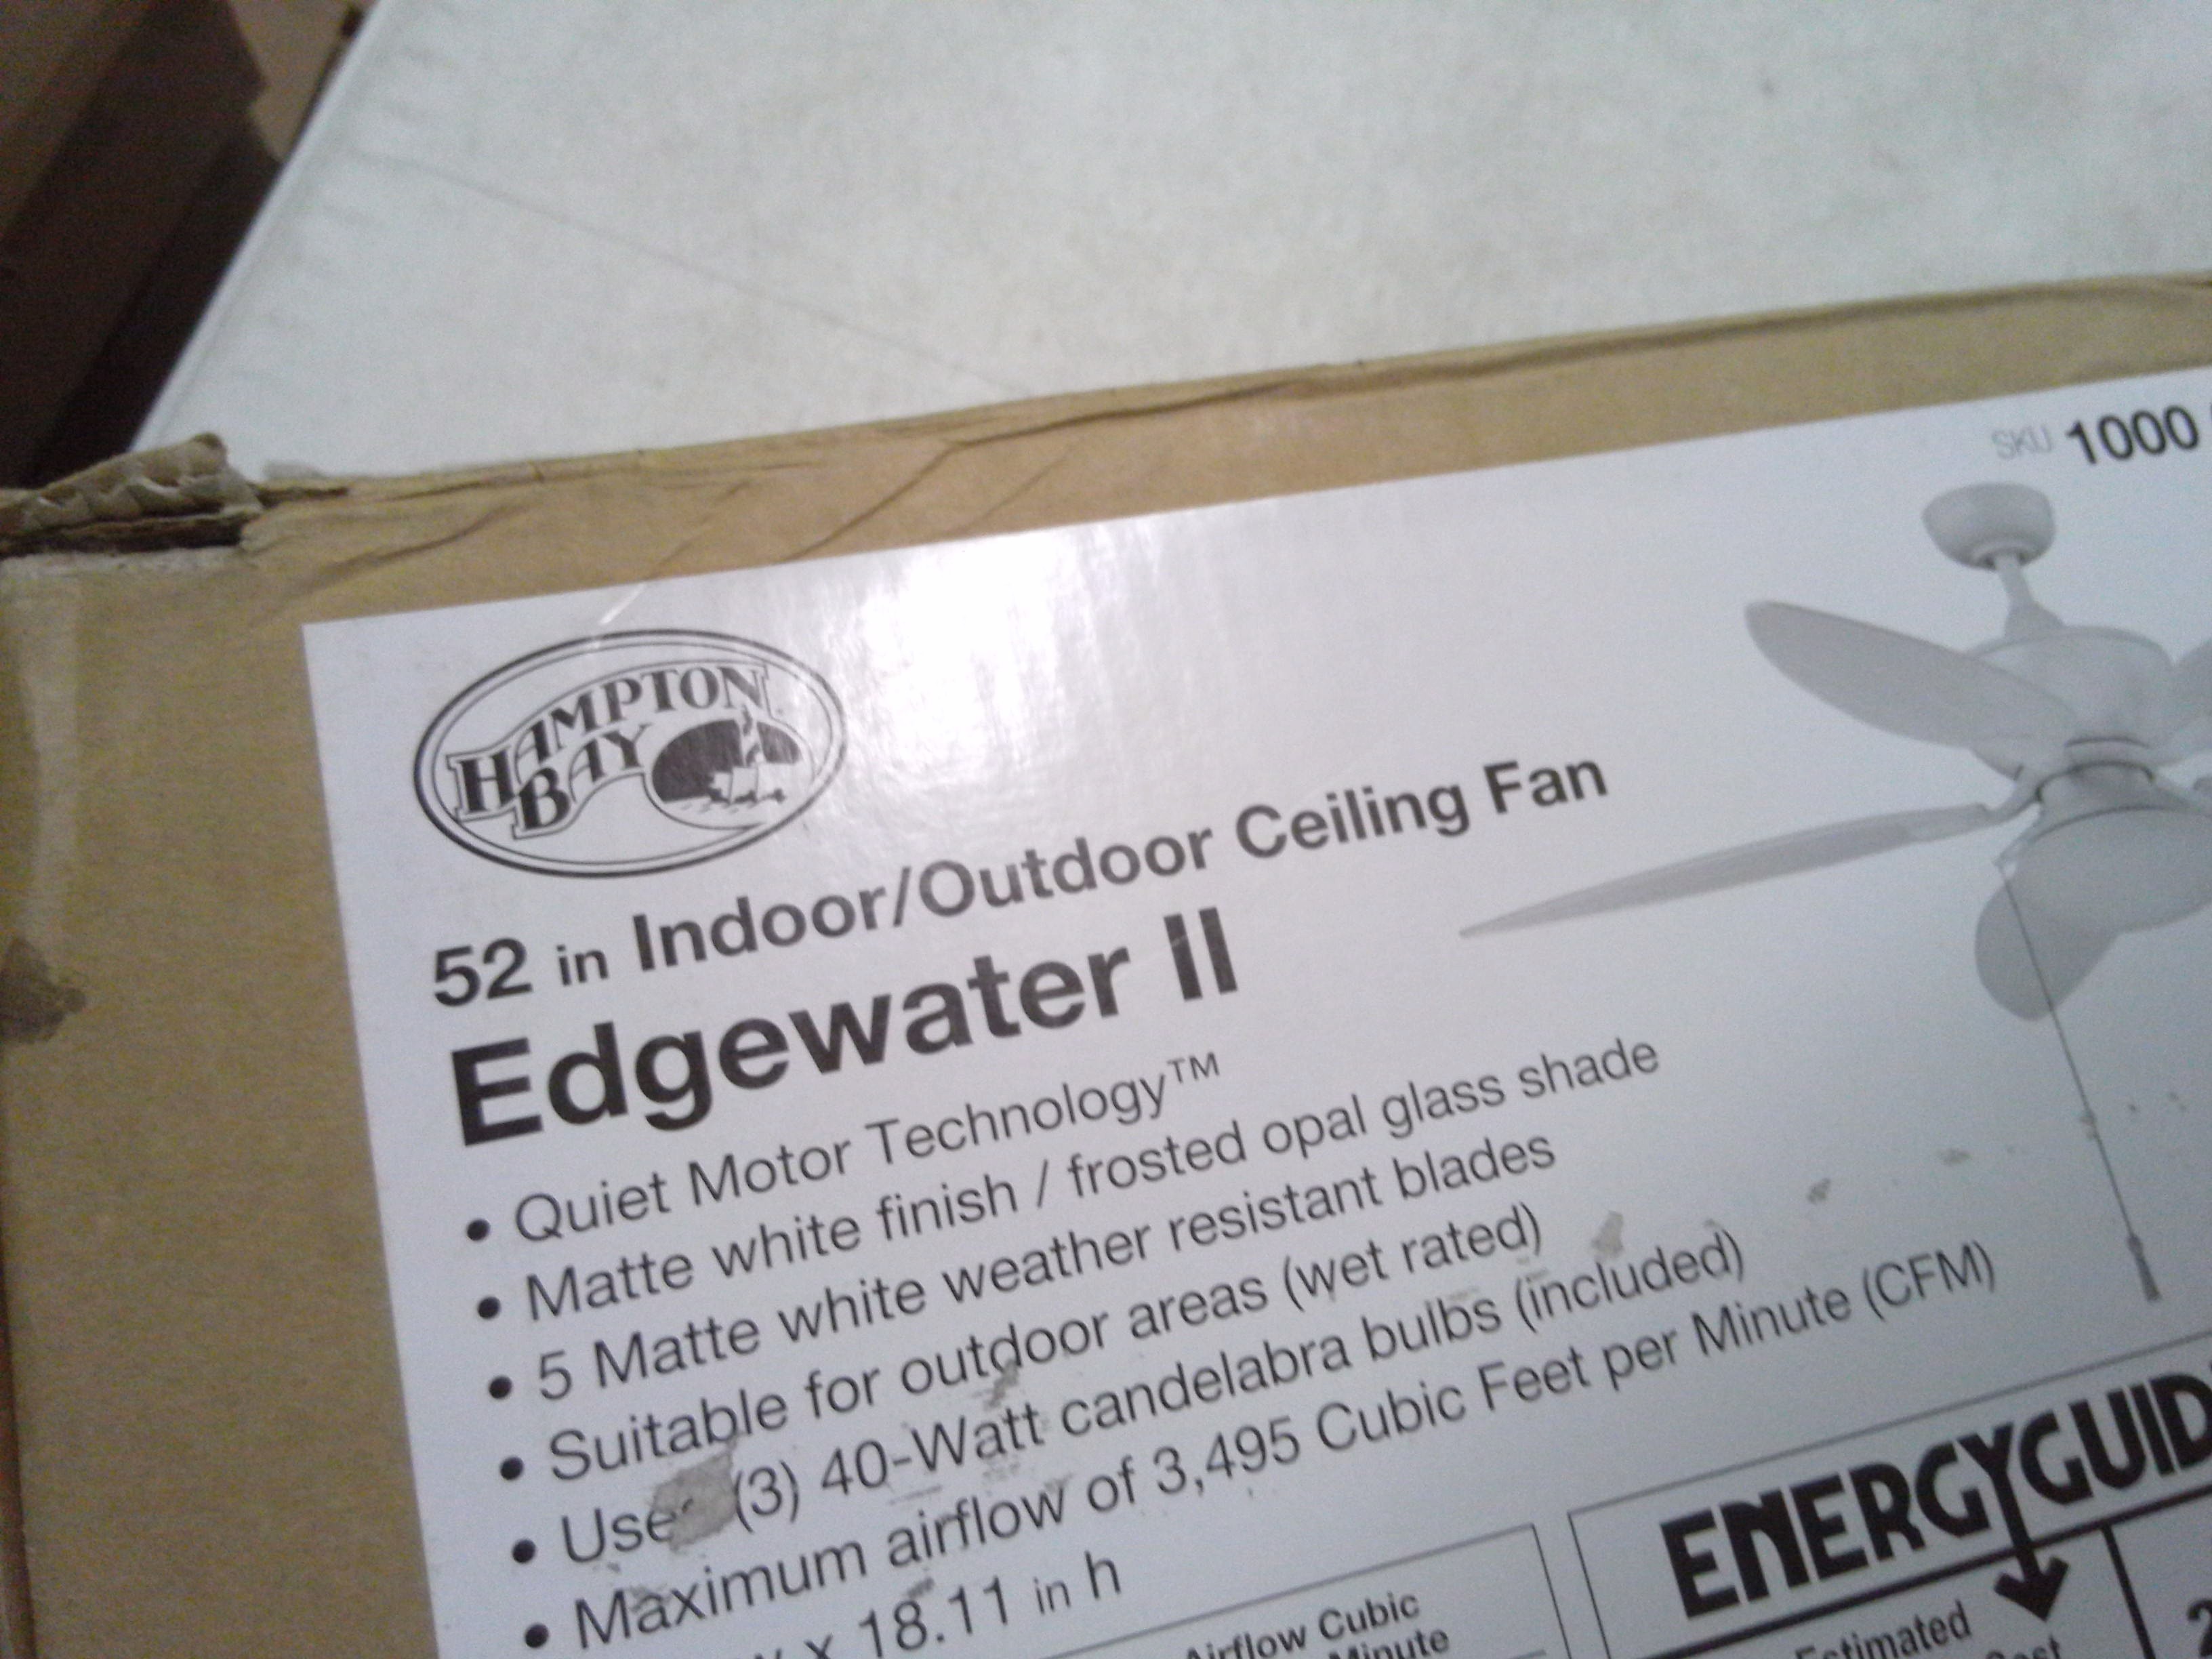 SKU 1000
HAMPTON
BAY
52 in Indoor/Outdoor Ceiling Fan
Edgewater II
• Quiet Motor Technology™
• Matte white finish / frosted opal glass shade
• 5 Matte white weather resistant blades
• Suitable for outdoor areas (wet rated)
• Uses (3) 40-Watt candelabra bulbs (included)
• Maximum airflow of 3,495 Cubic Feet per Minute (CFM)
x 18.11 in h
ENERGYGUID
Airflow Cubic
Minute
Estimated